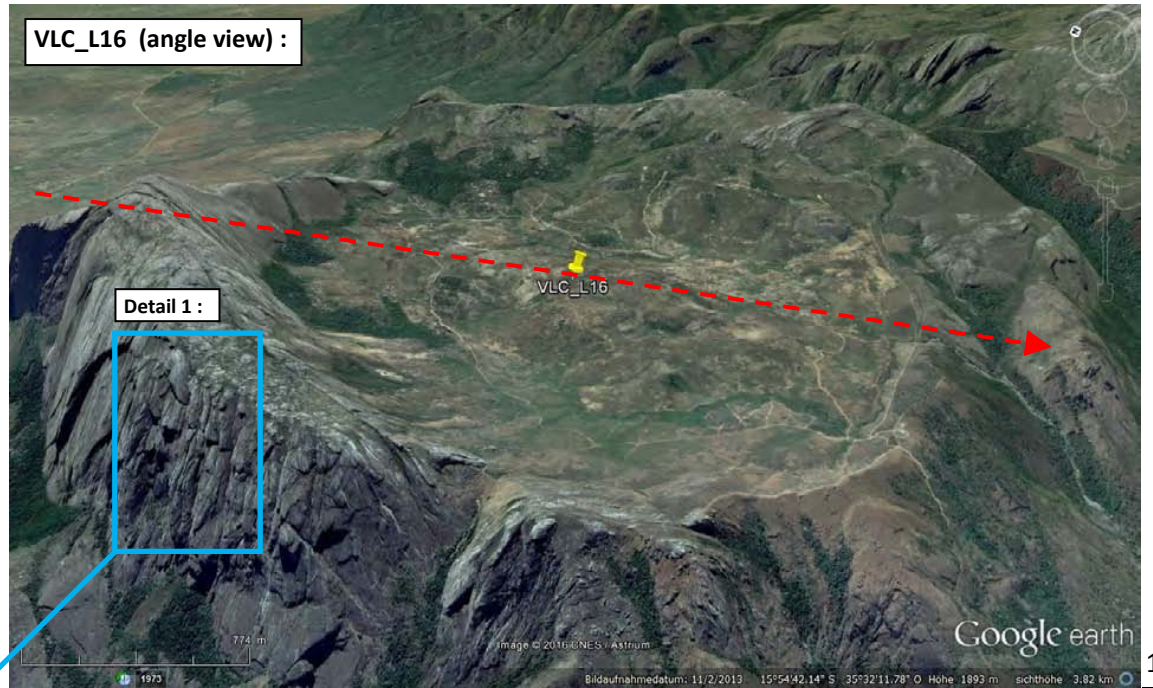 VLC_L16 (angle view) :
VLC_L16
Detail 1 :
774 m
Image © 2016 CNES / Astrium
Google earth
1973
Bildaufnahmedatum: 11/2/2013 15°54'42.14" S 35°32'11.78" O Höhe 1893 m sichthöhe 3.82 km
1